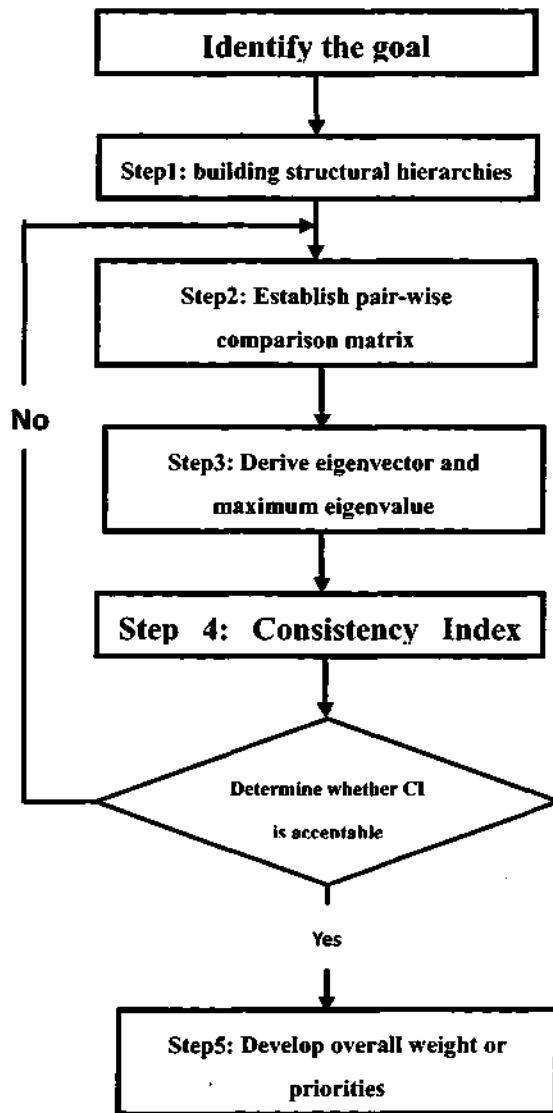 Identify the goal
Step1: building structural hierarchies
Step2: Establish pair-wise
comparison matrix
No
Step3: Derive eigenvector and
maximum eigenvalue
Step 4: Consistency Index
Determine whether CI
is accentable
Yes
Step5: Develop overall weight or
priorities